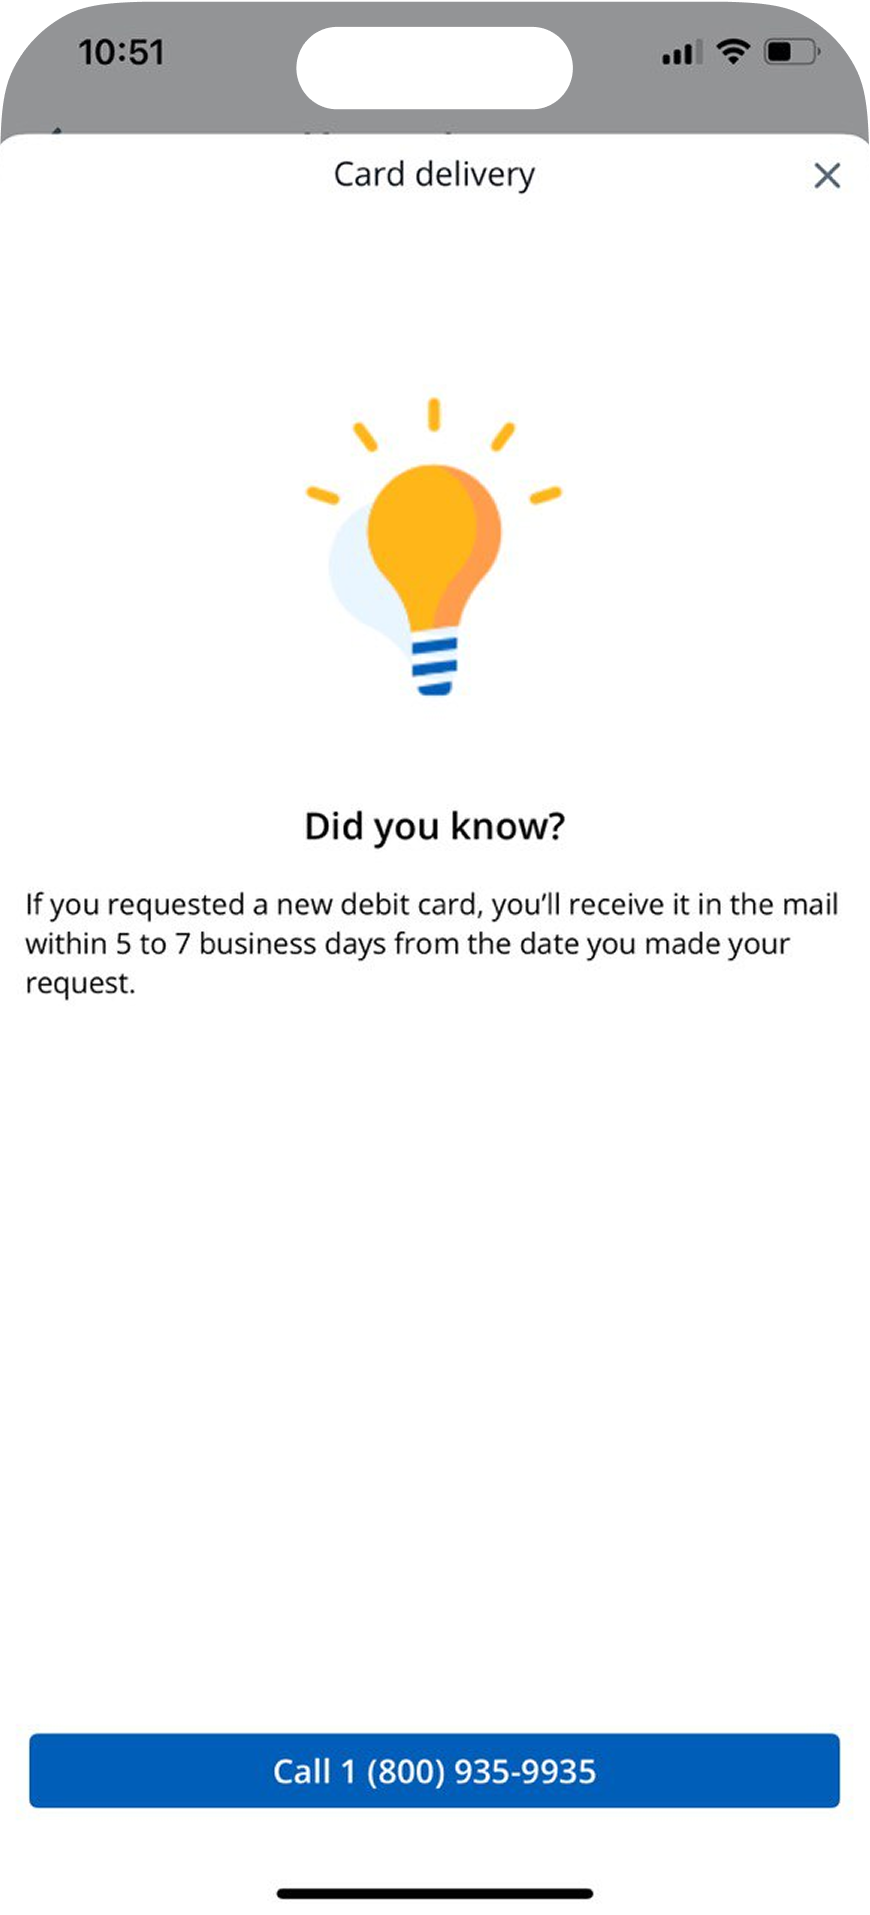 10:51
Card delivery
Did you know?
If you requested a new debit card, you’ll receive it in the mail
within 5 to 7 business days from the date you made your
request.
Call 1 (800) 935-9935